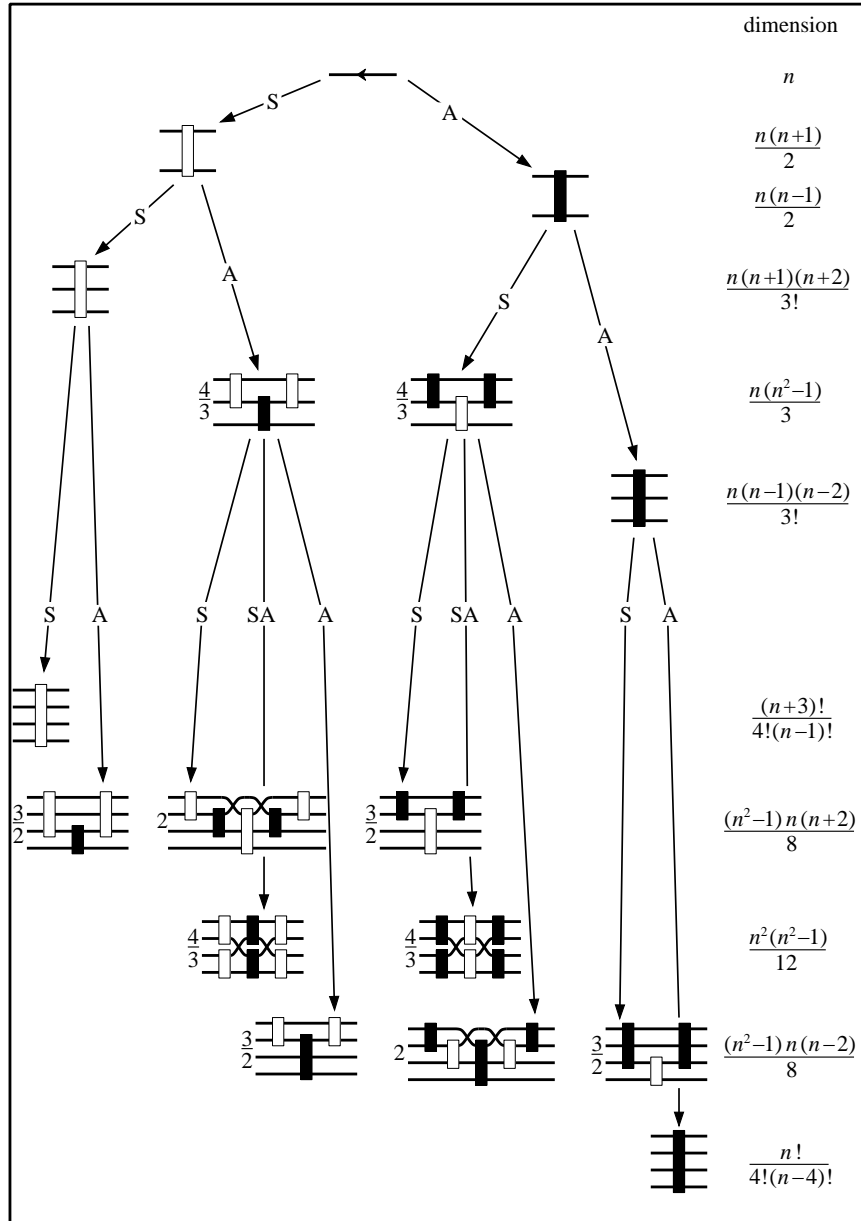 dimension
n
S
A
n(n+1)
2
n(n−1)
2
S
A
S
A
n(n+1)(n+2)
3!
4
3
4
3
n(n²−1)
3
n(n−1)(n−2)
3!
S
A
S
SA
A
S
SA
A
S
A
(n+3)!
4!(n−1)!
3
2
2
3
2
(n²−1)n(n+2)
8
4
3
4
3
n²(n²−1)
12
3
2
2
3
2
(n²−1)n(n−2)
8
n!
4!(n−4)!